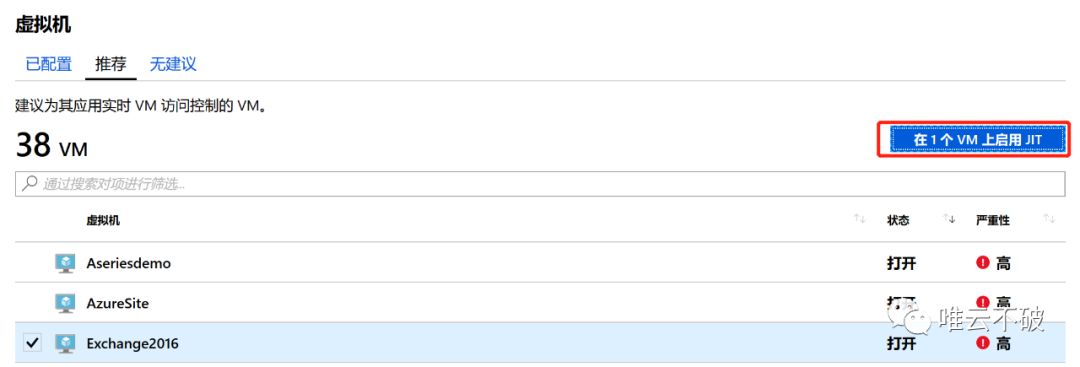 虚拟机
已配置 推荐 无建议
建议为其应用实时 VM 访问控制的 VM。
38 VM
在 1 个 VM 上启用 JIT
通过搜索对项进行筛选...
虚拟机 状态 严重性
Aseriesdemo 打开 高
AzureSite 打开 高
唯云不破
Exchange2016 打开 高